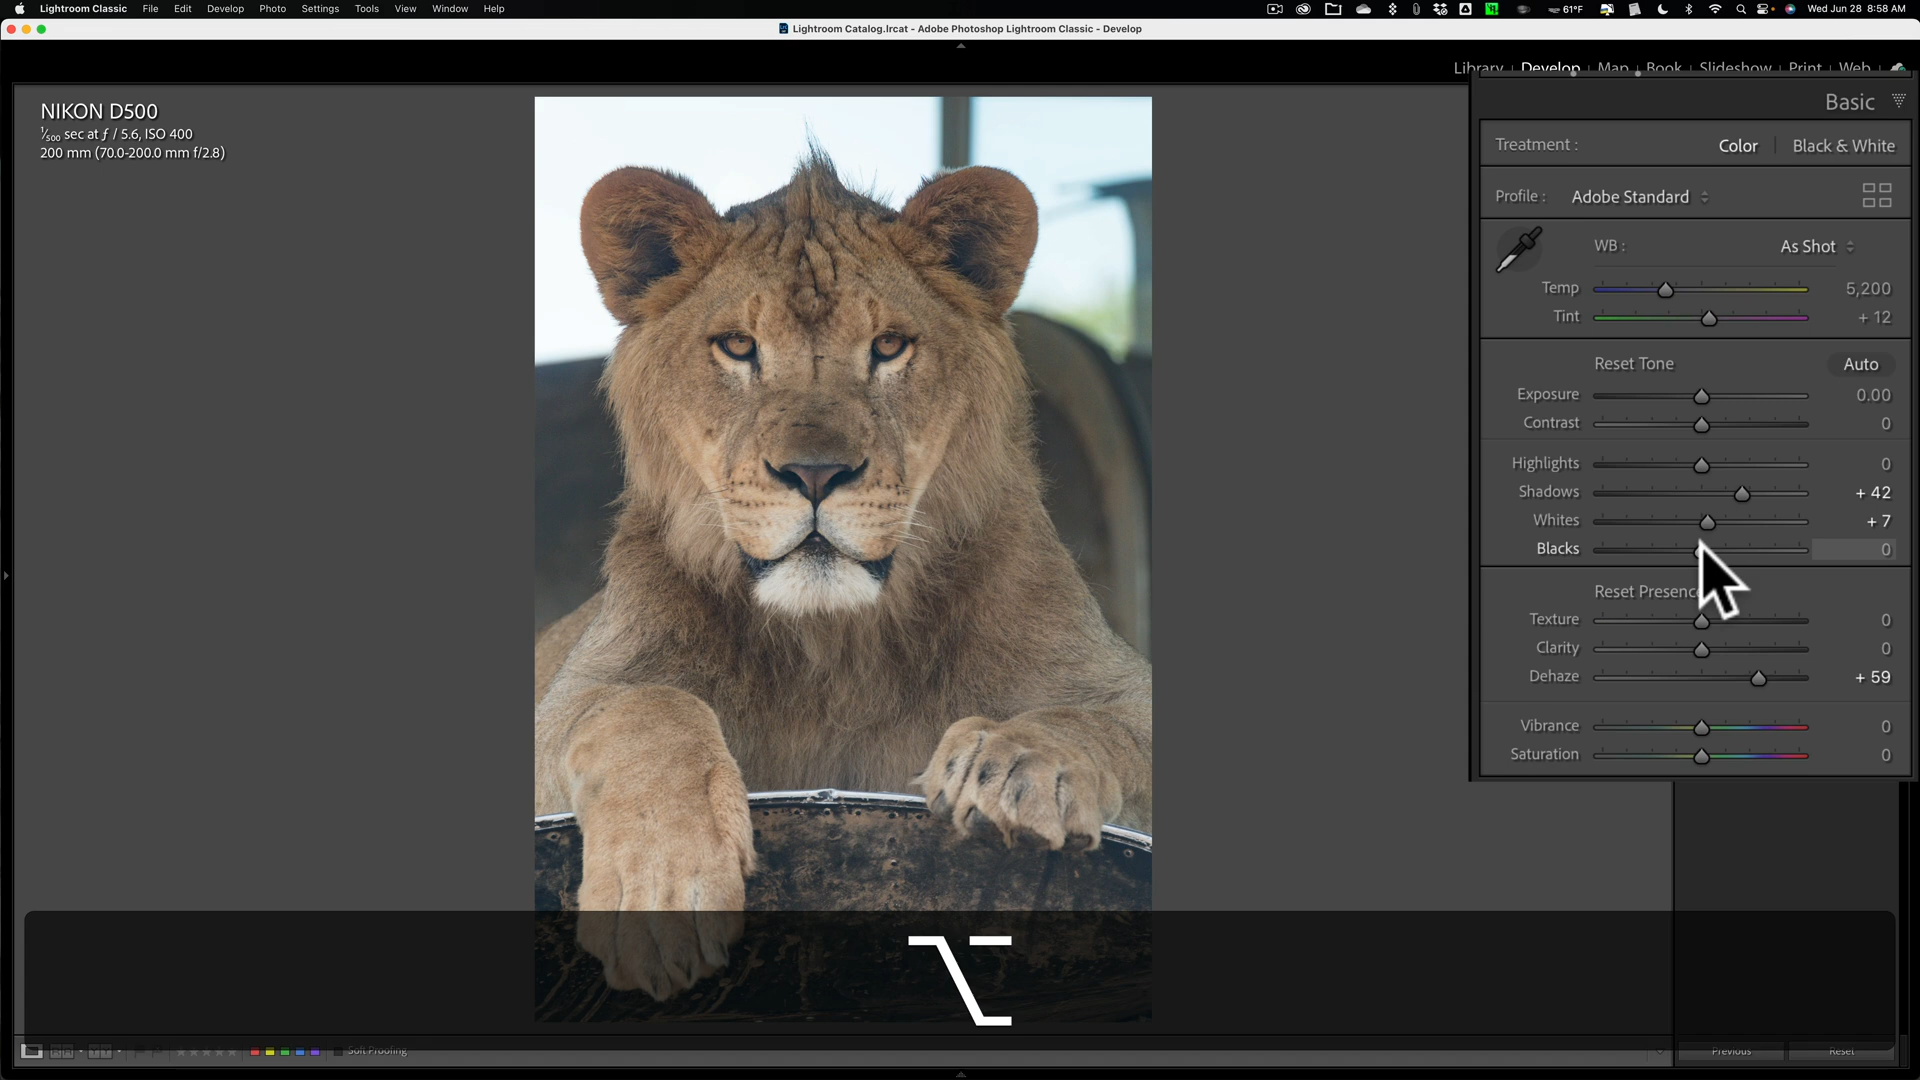 Lightroom Classic File Edit Develop Photo Settings Tools View Window Help 61°F Wed Jun 28 8:58 AM
Lightroom Catalog.lrcat - Adobe Photoshop Lightroom Classic - Develop
Library Develop Map Book Slideshow Print Web
NIKON D500
1/500 sec at ƒ / 5.6, ISO 400
200 mm (70.0-200.0 mm f/2.8)
Basic
Treatment : Color Black & White
Profile : Adobe Standard
WB : As Shot
Temp 5,200
Tint + 12
Reset Tone Auto
Exposure 0.00
Contrast 0
Highlights 0
Shadows + 42
Whites + 7
Blacks 0
Reset Presence
Texture 0
Clarity 0
Dehaze + 59
Vibrance 0
Saturation 0
Soft Proofing Previous Reset